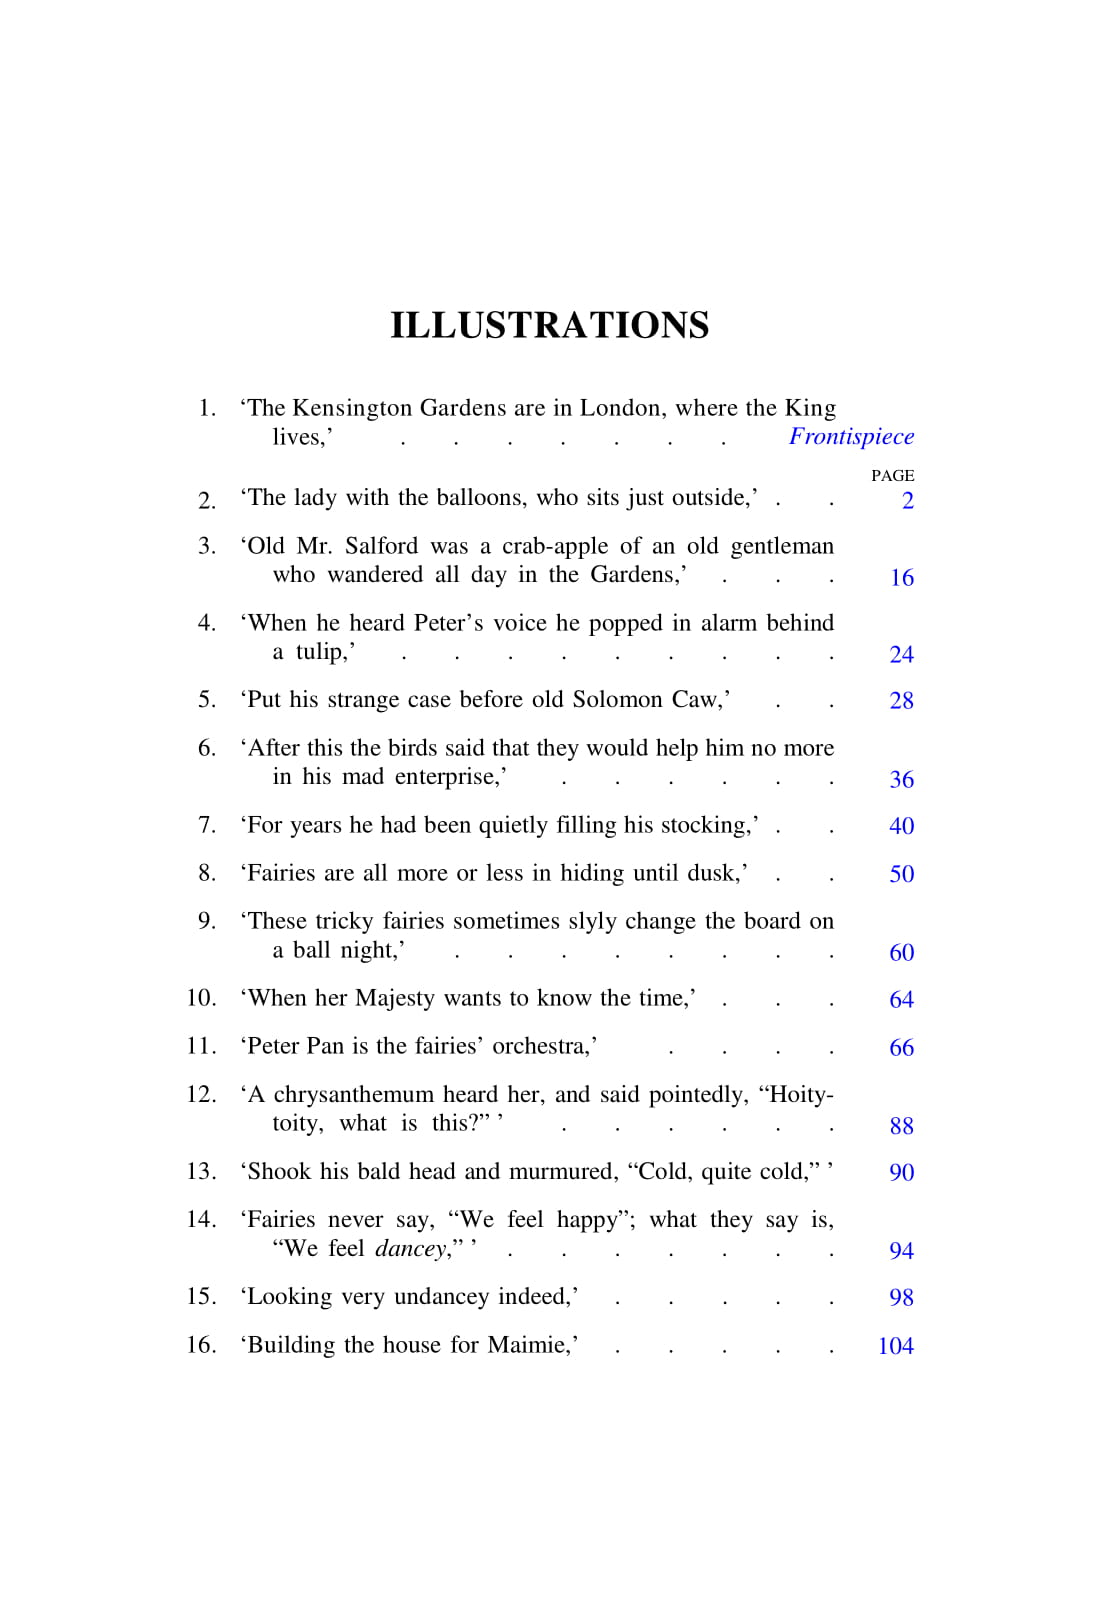 ILLUSTRATIONS
1. ‘The Kensington Gardens are in London, where the King
lives,’ . . . . . . . Frontispiece
PAGE
2. ‘The lady with the balloons, who sits just outside,’ . . 2
3. ‘Old Mr. Salford was a crab-apple of an old gentleman
who wandered all day in the Gardens,’ . . . 16
4. ‘When he heard Peter’s voice he popped in alarm behind
a tulip,’ . . . . . . . . . 24
5. ‘Put his strange case before old Solomon Caw,’ . . 28
6. ‘After this the birds said that they would help him no more
in his mad enterprise,’ . . . . . . 36
7. ‘For years he had been quietly filling his stocking,’ . . 40
8. ‘Fairies are all more or less in hiding until dusk,’ . . 50
9. ‘These tricky fairies sometimes slyly change the board on
a ball night,’ . . . . . . . . 60
10. ‘When her Majesty wants to know the time,’ . . . 64
11. ‘Peter Pan is the fairies’ orchestra,’ . . . . 66
12. ‘A chrysanthemum heard her, and said pointedly, “Hoity-
toity, what is this?” ’ . . . . . . 88
13. ‘Shook his bald head and murmured, “Cold, quite cold,” ’ 90
14. ‘Fairies never say, “We feel happy”; what they say is,
“We feel dancey,” ’ . . . . . . . 94
15. ‘Looking very undancey indeed,’ . . . . . 98
16. ‘Building the house for Maimie,’ . . . . . 104